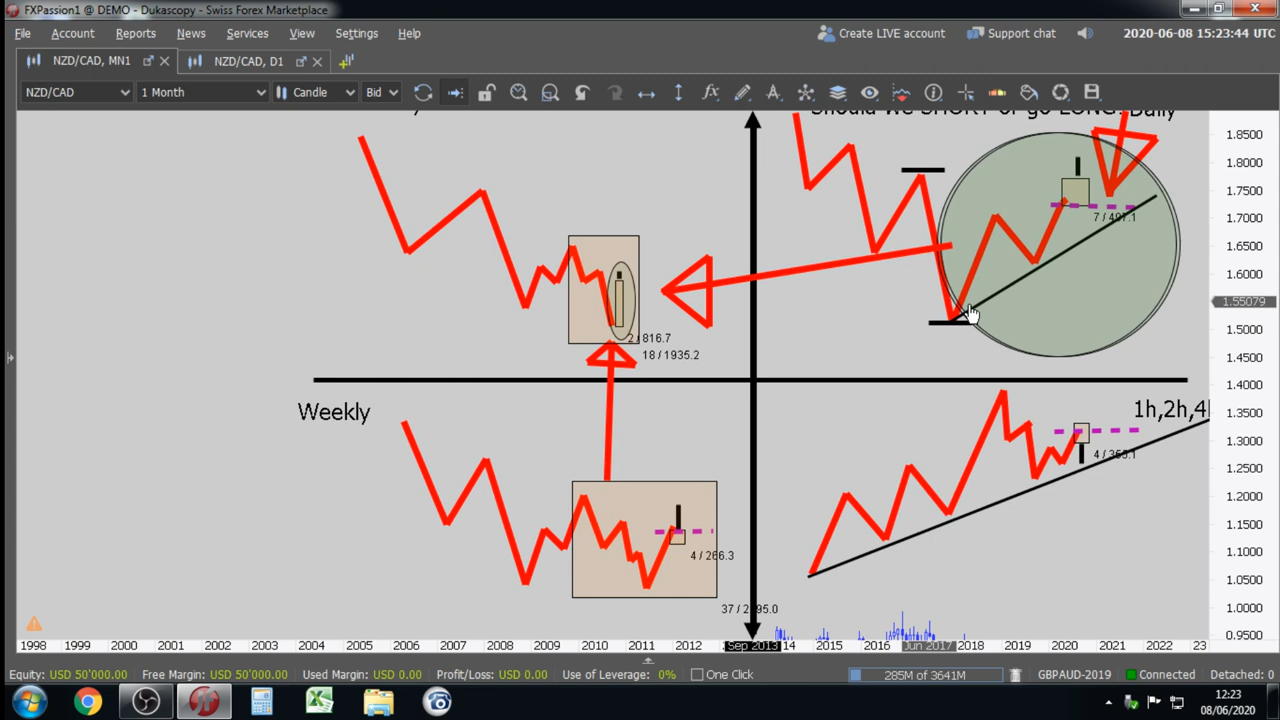 FXPassion1 @ DEMO - Dukascopy - Swiss Forex Marketplace
File Account Reports News Services View Settings Help Create LIVE account Support chat 2020-06-08 15:23:44 UTC
NZD/CAD, MN1 NZD/CAD, D1
NZD/CAD 1 Month Candle Bid
Should we SHORT or go LONG? Daily
1.8500
1.8000
1.7500
7 / 497.1
1.7000
1.6500
1.6000
1.55079
1.5000
2 / 816.7
18 / 1935.2
1.4500
1.4000
Weekly
1h,2h,4
1.3500
1.3000
4 / 355.1
1.2500
1.2000
1.1500
4 / 266.3
1.1000
1.0500
1.0000
0.9500
1998 1999 2000 2001 2002 2003 2004 2005 2006 2007 2008 2009 2010 2011 2012 Sep 2013 14 2015 2016 Jun 2017 2018 2019 2020 2021 2022 23
Equity: USD 50'000.00 Free Margin: USD 50'000.00 Used Margin: USD 0.00 Profit/Loss: USD 0.00 Use of Leverage: 0% One Click 285M of 3641M GBPAUD-2019 Connected Detached: 0
12:23
08/06/2020